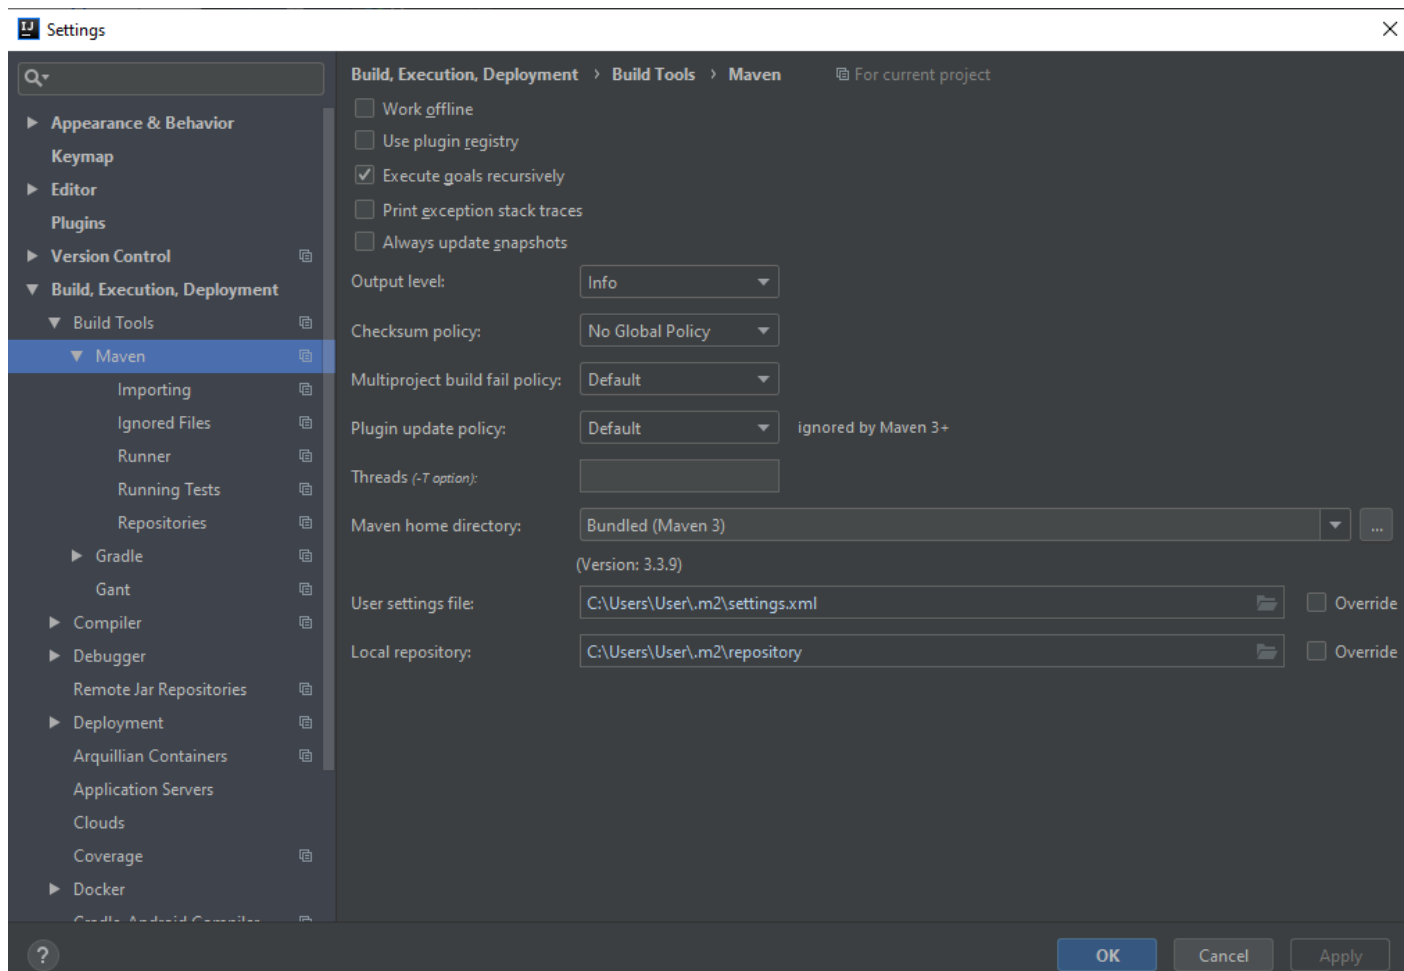 Settings
Appearance & Behavior
Keymap
Editor
Plugins
Version Control
Build, Execution, Deployment
Build Tools
Maven
Importing
Ignored Files
Runner
Running Tests
Repositories
Gradle
Gant
Compiler
Debugger
Remote Jar Repositories
Deployment
Arquillian Containers
Application Servers
Clouds
Coverage
Docker
Gradle-Android Compiler
Build, Execution, Deployment › Build Tools › Maven For current project
Work offline
Use plugin registry
Execute goals recursively
Print exception stack traces
Always update snapshots
Output level: Info
Checksum policy: No Global Policy
Multiproject build fail policy: Default
Plugin update policy: Default ignored by Maven 3+
Threads (-T option):
Maven home directory: Bundled (Maven 3) ...
(Version: 3.3.9)
User settings file: C:\Users\User\.m2\settings.xml Override
Local repository: C:\Users\User\.m2\repository Override
? OK Cancel Apply